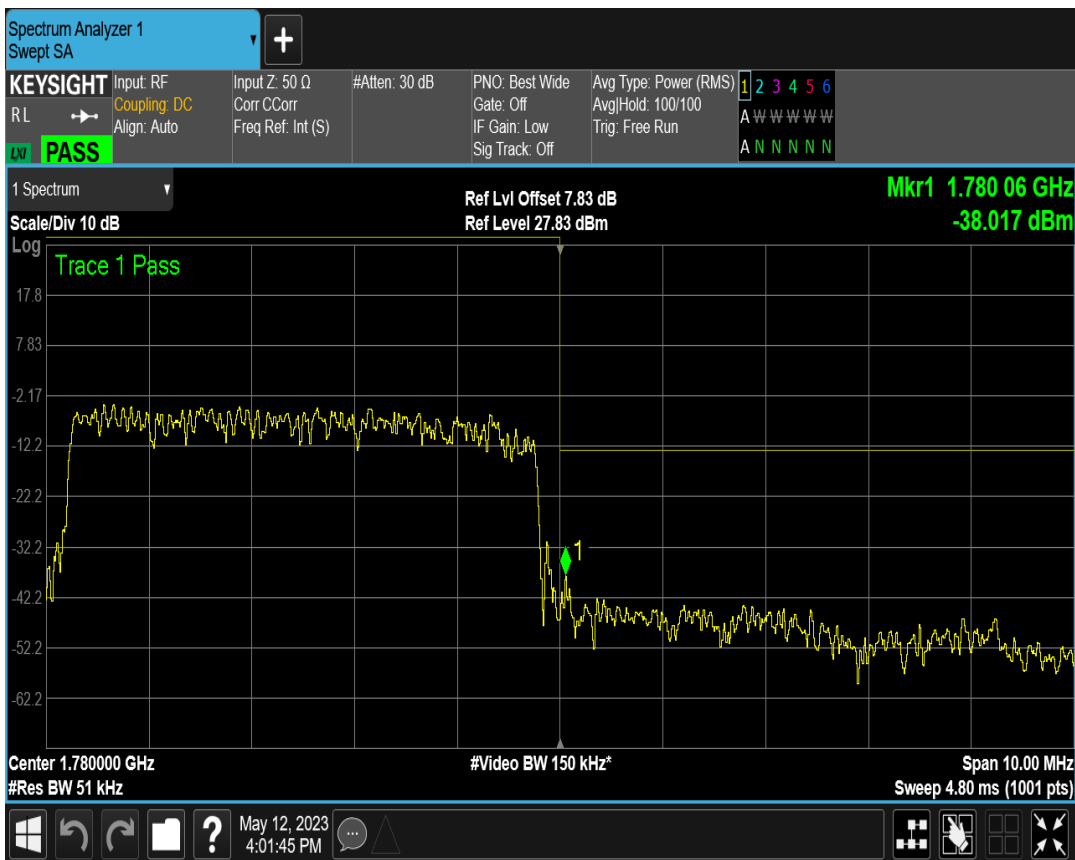 Spectrum Analyzer 1
Swept SA
+
KEYSIGHT
RL
LXI
PASS
Input: RF
Coupling: DC
Align: Auto
Input Z: 50 Ω
Corr CCorr
Freq Ref: Int (S)
#Atten: 30 dB
PNO: Best Wide
Gate: Off
IF Gain: Low
Sig Track: Off
Avg Type: Power (RMS)
Avg|Hold: 100/100
Trig: Free Run
1 2 3 4 5 6
A W W W W W
A N N N N N
1 Spectrum
Scale/Div 10 dB
Ref Lvl Offset 7.83 dB
Ref Level 27.83 dBm
Mkr1 1.780 06 GHz
-38.017 dBm
Log
Trace 1 Pass
17.8
7.83
-2.17
-12.2
-22.2
-32.2
-42.2
-52.2
-62.2
1
Center 1.780000 GHz
#Res BW 51 kHz
#Video BW 150 kHz*
Span 10.00 MHz
Sweep 4.80 ms (1001 pts)
?
May 12, 2023
4:01:45 PM